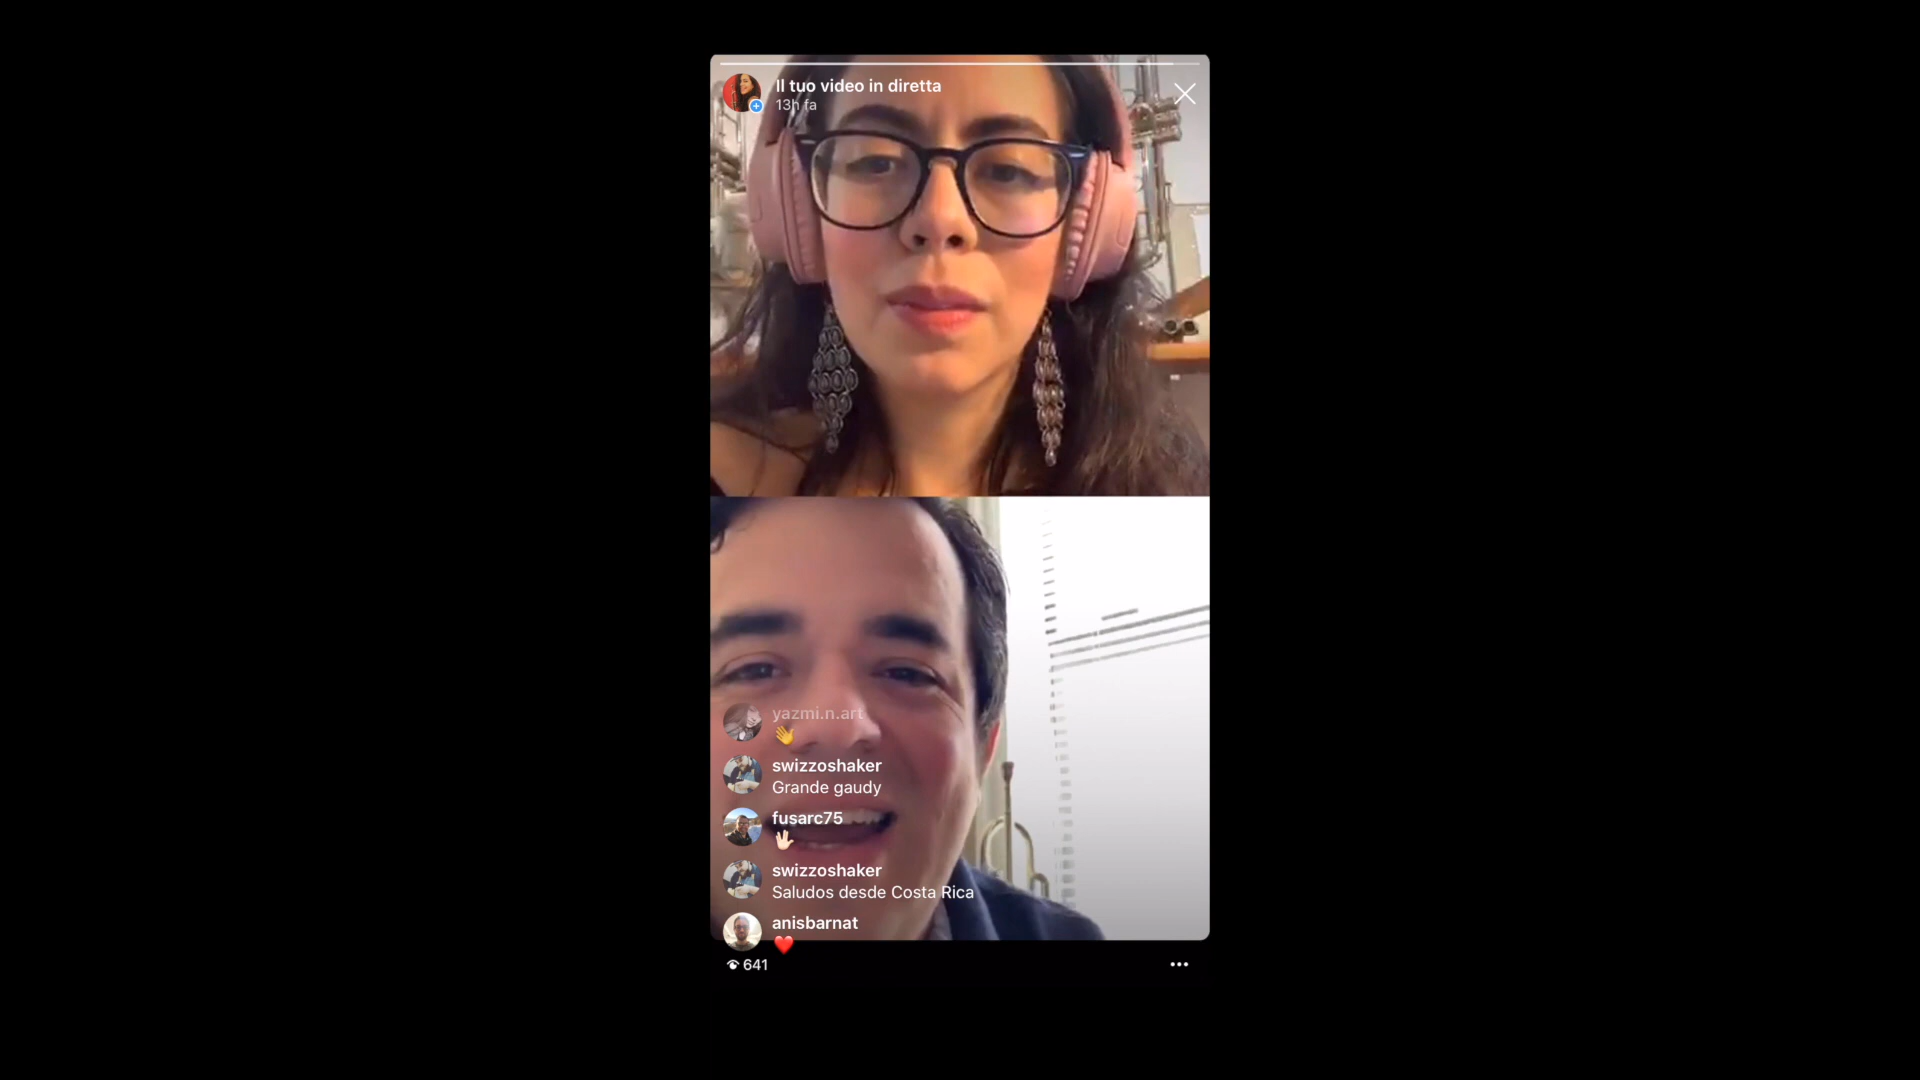 Il tuo video in diretta
13h fa
yazmi.n.art
👋
swizzoshaker
Grande gaudy
fusarc75
🖖🏻
swizzoshaker
Saludos desde Costa Rica
anisbarnat
❤️
641